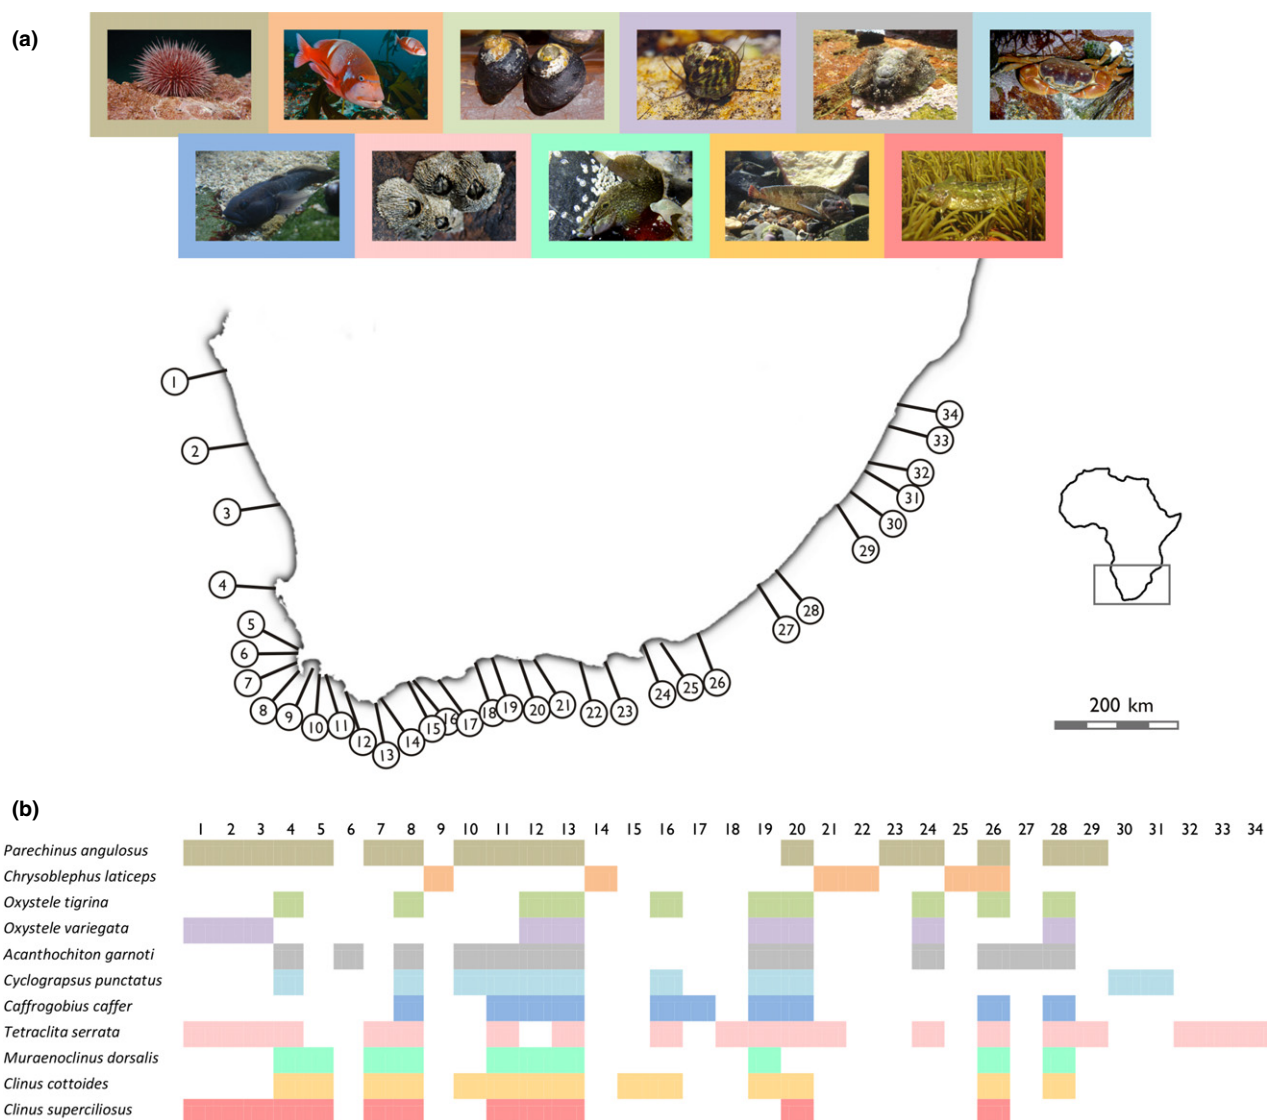 (a)
1
2
3
4
5
6
7
8
9
10
11
12
13
14
15
16
17
18
19
20
21
22
23
24
25
26
27
28
29
30
31
32
33
34
200 km
(b)
1 2 3 4 5 6 7 8 9 10 11 12 13 14 15 16 17 18 19 20 21 22 23 24 25 26 27 28 29 30 31 32 33 34
Parechinus angulosus
Chrysoblephus laticeps
Oxystele tigrina
Oxystele variegata
Acanthochiton garnoti
Cyclograpsus punctatus
Caffrogobius caffer
Tetraclita serrata
Muraenoclinus dorsalis
Clinus cottoides
Clinus superciliosus